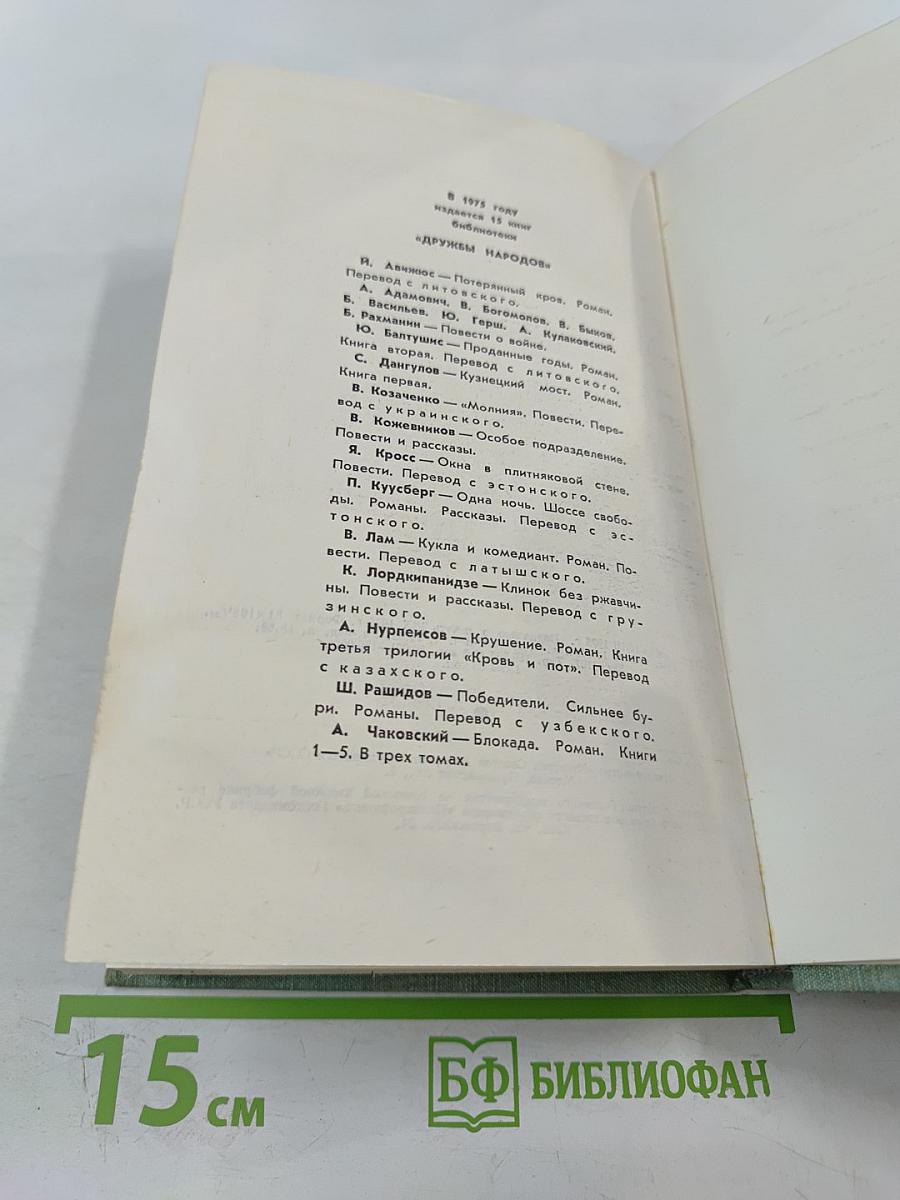 В 1975 году
издается 15 книг
библиотеки
«ДРУЖБЫ НАРОДОВ»
Й. Авижюс — Потерянный кров. Роман.
Перевод с литовского.
А. Адамович, В. Богомолов, В. Быков,
Б. Васильев, Ю. Герш, А. Кулаковский,
Б. Рахманин — Повести о войне.
Ю. Балтушис — Проданные годы. Роман.
Книга вторая. Перевод с литовского.
С. Дангулов — Кузнецкий мост. Роман.
Книга первая.
В. Козаченко — «Молния». Повести. Пере-
вод с украинского.
В. Кожевников — Особое подразделение.
Повести и рассказы.
Я. Кросс — Окна в плитняковой стене.
Повести. Перевод с эстонского.
П. Куусберг — Одна ночь. Шоссе свобо-
ды. Романы. Рассказы. Перевод с эс-
тонского.
В. Лам — Кукла и комедиант. Роман. По-
вести. Перевод с латышского.
К. Лордкипанидзе — Клинок без ржавчи-
ны. Повести и рассказы. Перевод с гру-
зинского.
А. Нурпеисов — Крушение. Роман. Книга
третья трилогии «Кровь и пот». Перевод
с казахского.
Ш. Рашидов — Победители. Сильнее бу-
ри. Романы. Перевод с узбекского.
А. Чаковский — Блокада. Роман. Книги
1—5. В трех томах.
15 см
БФ БИБЛИОФАН